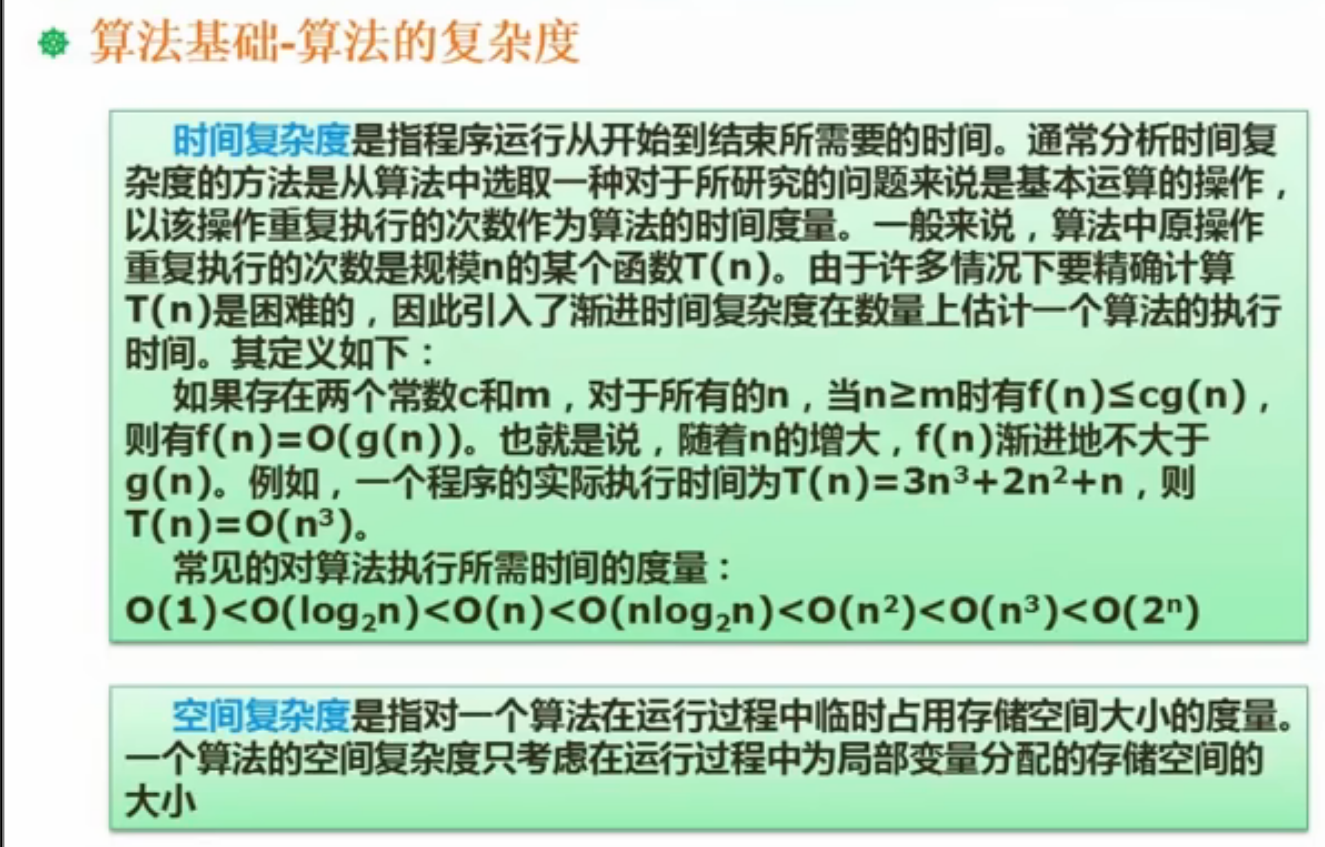 算法基础-算法的复杂度
时间复杂度是指程序运行从开始到结束所需要的时间。通常分析时间复
杂度的方法是从算法中选取一种对于所研究的问题来说是基本运算的操作，
以该操作重复执行的次数作为算法的时间度量。一般来说，算法中原操作
重复执行的次数是规模n的某个函数T(n)。由于许多情况下要精确计算
T(n)是困难的，因此引入了渐进时间复杂度在数量上估计一个算法的执行
时间。其定义如下：
如果存在两个常数c和m，对于所有的n，当n≥m时有f(n)≤cg(n)，
则有f(n)=O(g(n))。也就是说，随着n的增大，f(n)渐进地不大于
g(n)。例如，一个程序的实际执行时间为T(n)=3n³+2n²+n，则
T(n)=O(n³)。
常见的对算法执行所需时间的度量：
O(1)<O(log₂n)<O(n)<O(nlog₂n)<O(n²)<O(n³)<O(2ⁿ)
空间复杂度是指对一个算法在运行过程中临时占用存储空间大小的度量。
一个算法的空间复杂度只考虑在运行过程中为局部变量分配的存储空间的
大小